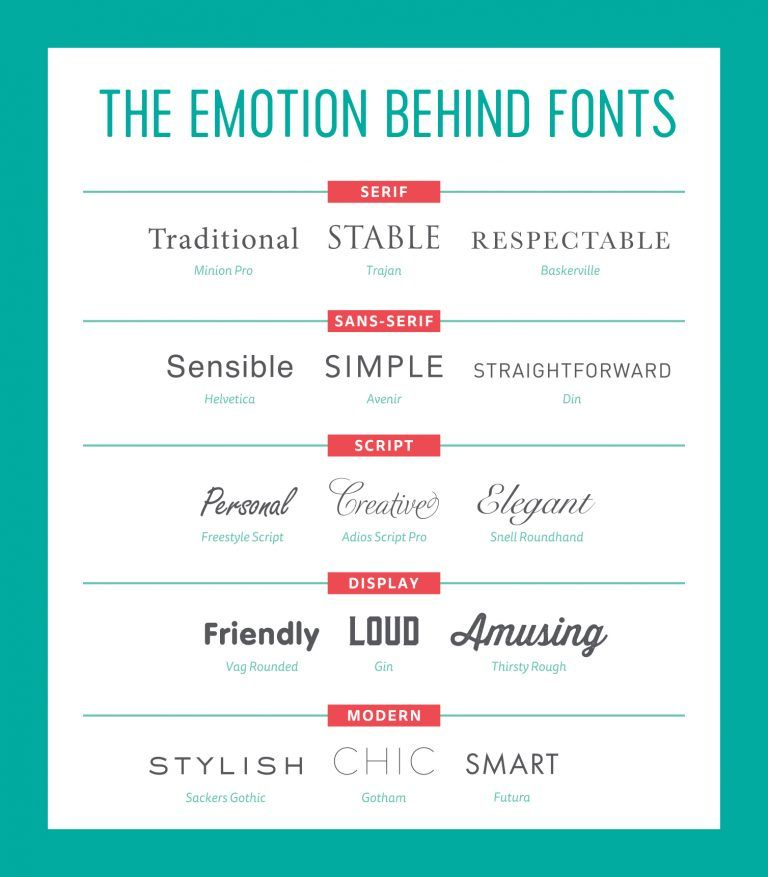 THE EMOTION BEHIND FONTS
SERIF
Traditional STABLE RESPECTABLE
Minion Pro Trajan Baskerville
SANS-SERIF
Sensible SIMPLE STRAIGHTFORWARD
Helvetica Avenir Din
SCRIPT
Personal Creative Elegant
Freestyle Script Adios Script Pro Snell Roundhand
DISPLAY
Friendly LOUD Amusing
Vag Rounded Gin Thirsty Rough
MODERN
STYLISH CHIC SMART
Sackers Gothic Gotham Futura